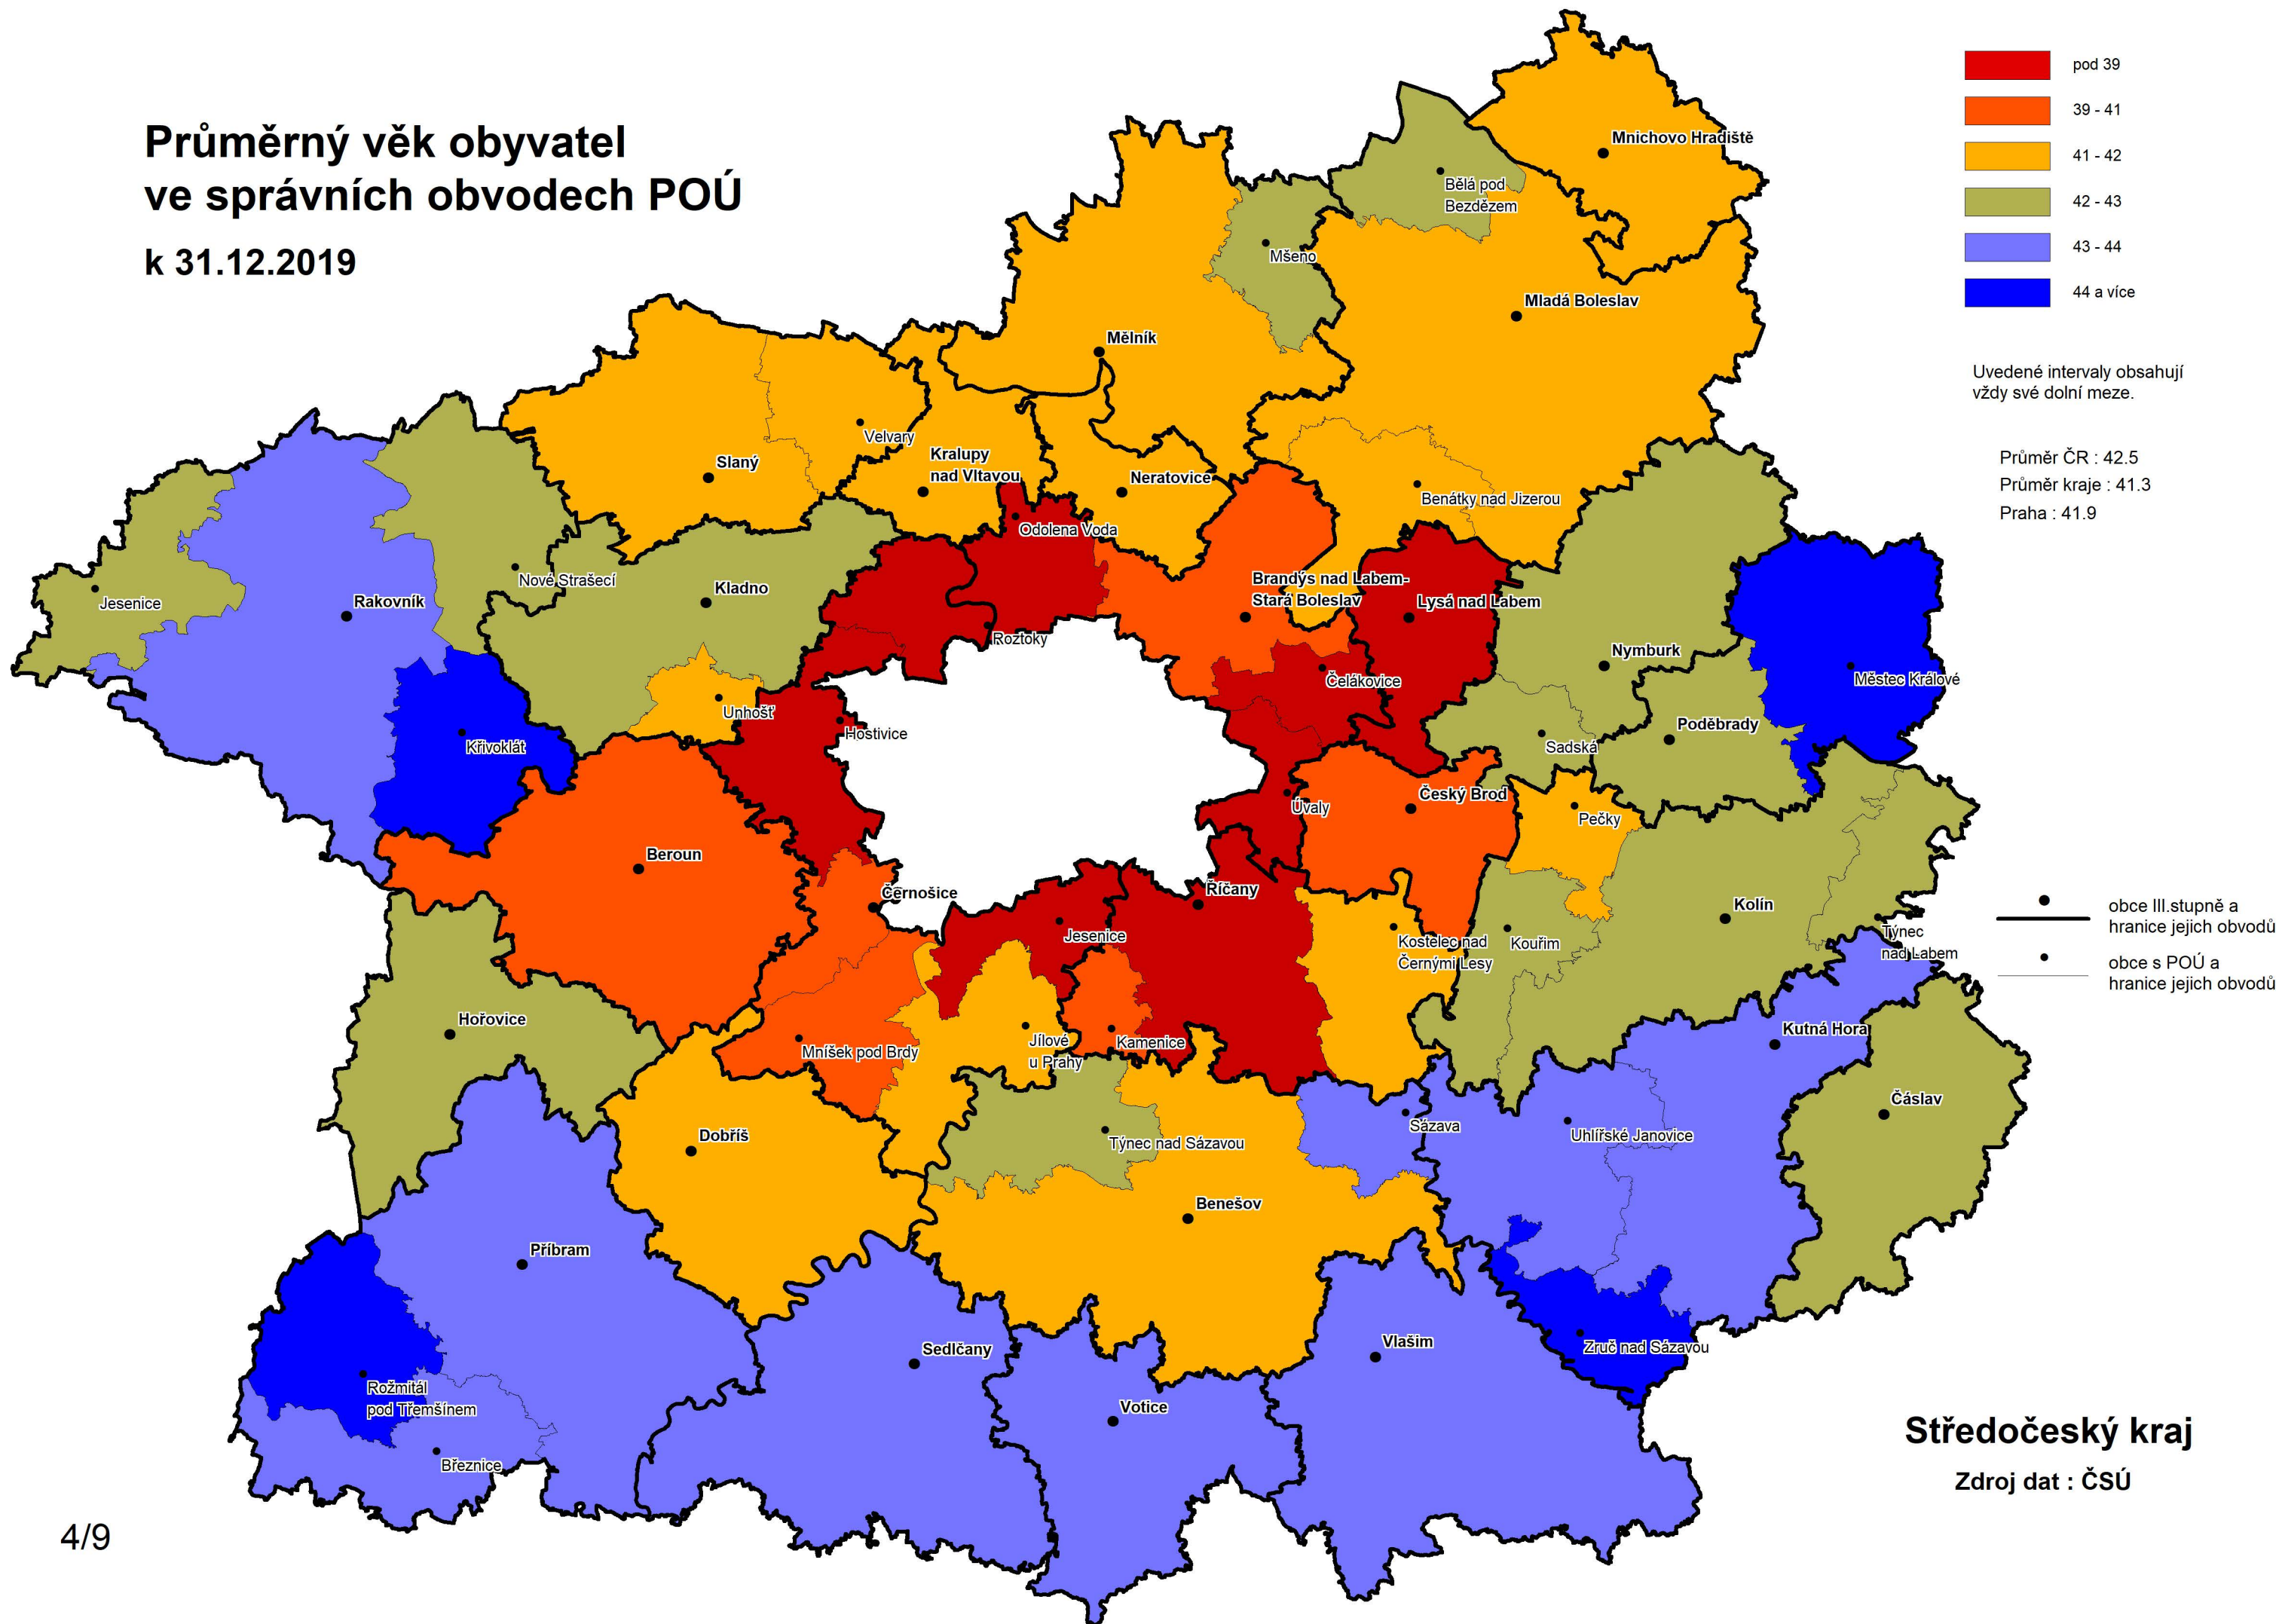 Průměrný věk obyvatel
ve správních obvodech POÚ
k 31.12.2019
pod 39
39 - 41
41 - 42
42 - 43
43 - 44
44 a více
Uvedené intervaly obsahují
vždy své dolní meze.
Průměr ČR : 42.5
Průměr kraje : 41.3
Praha : 41.9
Mnichovo Hradiště
Bělá pod
Bezdězem
Mšeno
Mladá Boleslav
Mělník
Velvary
Slaný
Kralupy
nad Vltavou
Neratovice
Benátky nad Jizerou
Odolena Voda
Nové Strašecí
Kladno
Brandýs nad Labem-
Stará Boleslav
Lysá nad Labem
Jesenice
Rakovník
Roztoky
Nymburk
Městec Králové
Čelákovice
Unhošť
Hostivice
Křivoklát
Sadská
Poděbrady
Úvaly
Český Brod
Pečky
Beroun
Černošice
Říčany
Kolín
Jesenice
Kostelec nad
Černými Lesy
Kouřim
Týnec
nad Labem
obce III.stupně a
hranice jejich obvodů
obce s POÚ a
hranice jejich obvodů
Hořovice
Mníšek pod Brdy
Jílové
u Prahy
Kamenice
Kutná Hora
Čáslav
Dobříš
Týnec nad Sázavou
Sázava
Uhlířské Janovice
Benešov
Příbram
Sedlčany
Vlašim
Zruč nad Sázavou
Rožmitál
pod Třemšínem
Votice
Březnice
Středočeský kraj
Zdroj dat : ČSÚ
4/9